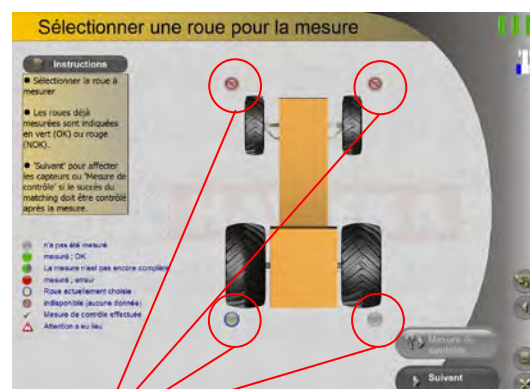 Sélectionner une roue pour la mesure
Instructions
● Sélectionner la roue à
mesurer
● Les roues déjà
mesurées sont indiquées
en vert (OK) ou rouge
(NOK).
● 'Suivant' pour affecter
les capteurs ou 'Mesure de
contrôle' si le succès du
matching doit être contrôlé
après la mesure.
n'a pas été mesuré
mesuré ; OK
La mesure n'est pas encore complète
mesuré ; erreur
Roue actuellement choisie
indisponible (aucune donnée)
Mesure de contrôle effectuée
Attention a eu lieu
Mesure de
contrôle
Suivant